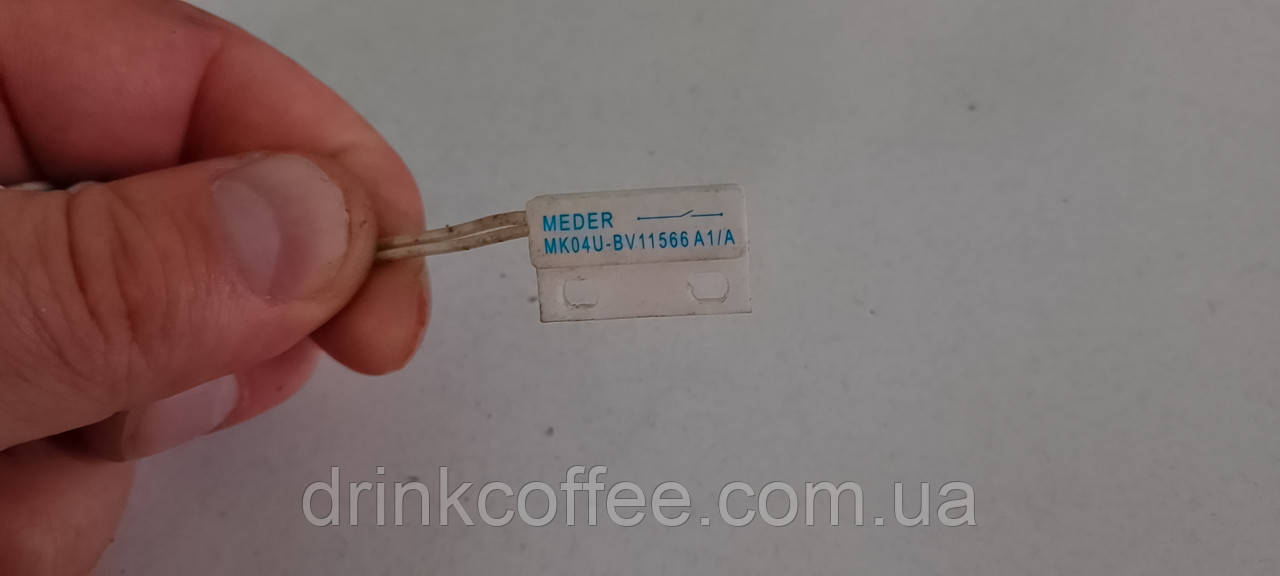 MEDER
MK04U-BV11566 A1/A
drinkcoffee.com.ua